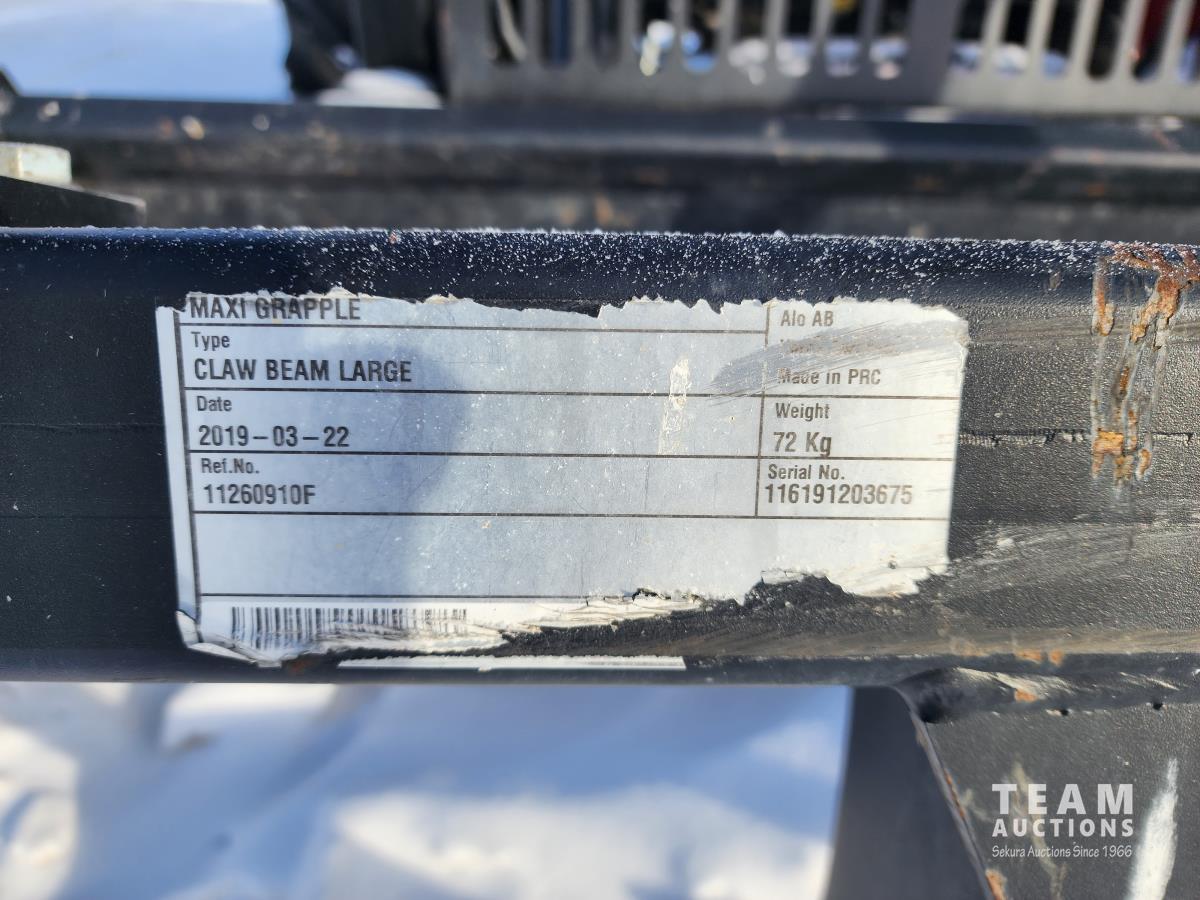 MAXI GRAPPLE
Alo AB
Type
CLAW BEAM LARGE
Made in PRC
Date
2019-03-22
Weight
72 Kg
Ref.No.
11260910F
Serial No.
116191203675
TEAM
AUCTIONS
Sekura Auctions Since 1966